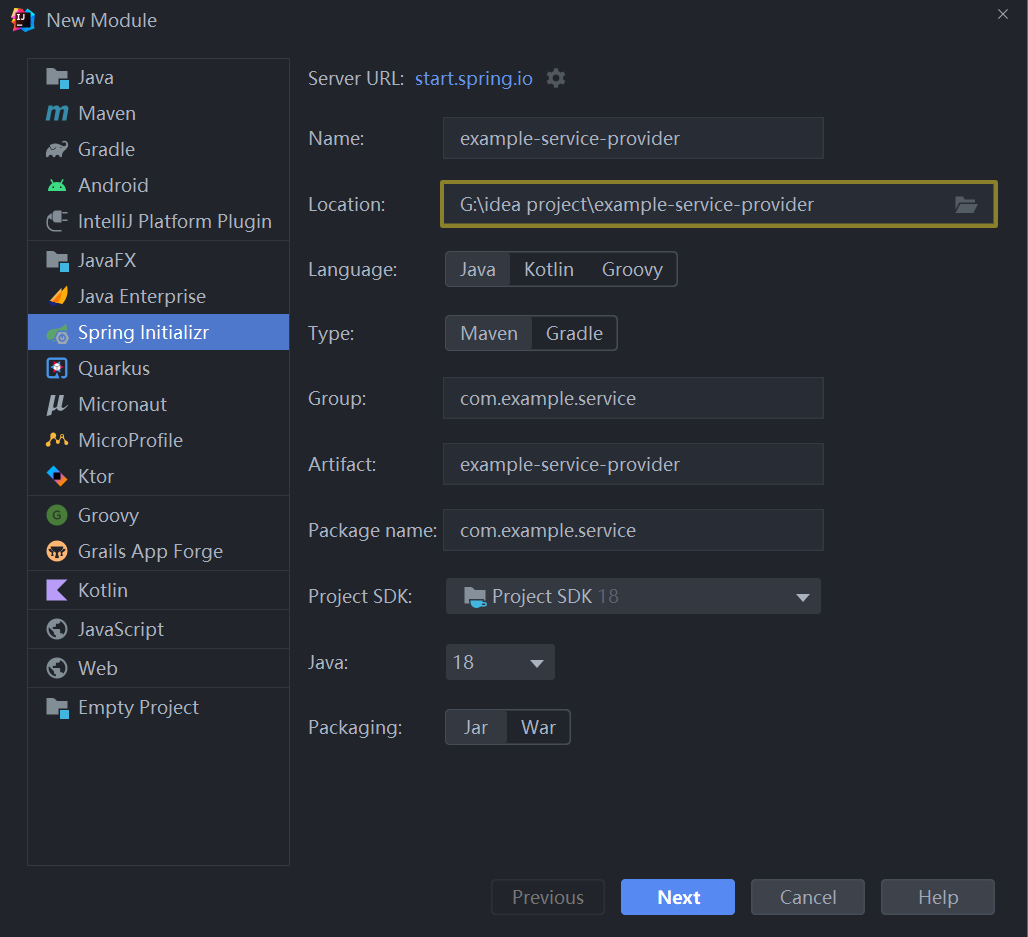 New Module
Java
Maven
Gradle
Android
IntelliJ Platform Plugin
JavaFX
Java Enterprise
Spring Initializr
Quarkus
Micronaut
MicroProfile
Ktor
Groovy
Grails App Forge
Kotlin
JavaScript
Web
Empty Project
Server URL: start.spring.io
Name: example-service-provider
Location: G:\idea project\example-service-provider
Language: Java Kotlin Groovy
Type: Maven Gradle
Group: com.example.service
Artifact: example-service-provider
Package name: com.example.service
Project SDK: Project SDK 18
Java: 18
Packaging: Jar War
Previous Next Cancel Help